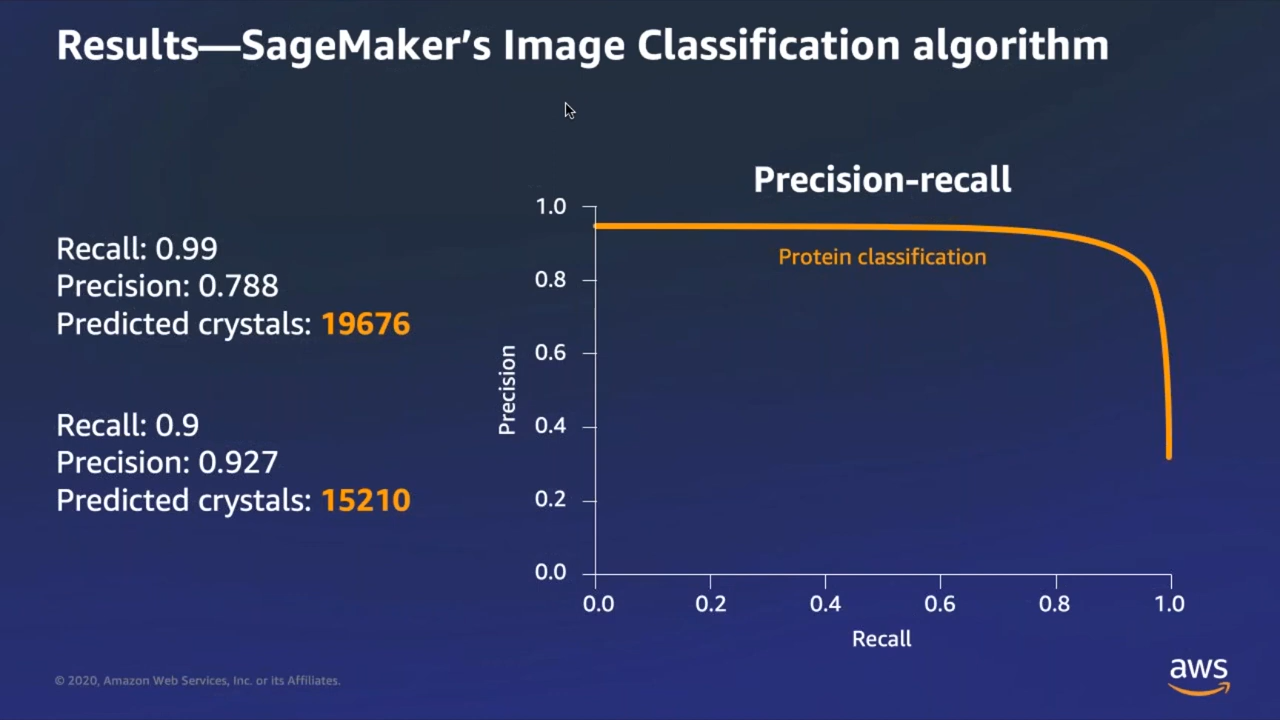 Results—SageMaker's Image Classification algorithm
Recall: 0.99
Precision: 0.788
Predicted crystals: 19676
Recall: 0.9
Precision: 0.927
Predicted crystals: 15210
Precision-recall
Protein classification
Precision
1.0
0.8
0.6
0.4
0.2
0.0
0.0 0.2 0.4 0.6 0.8 1.0
Recall
© 2020, Amazon Web Services, Inc. or its Affiliates.
aws